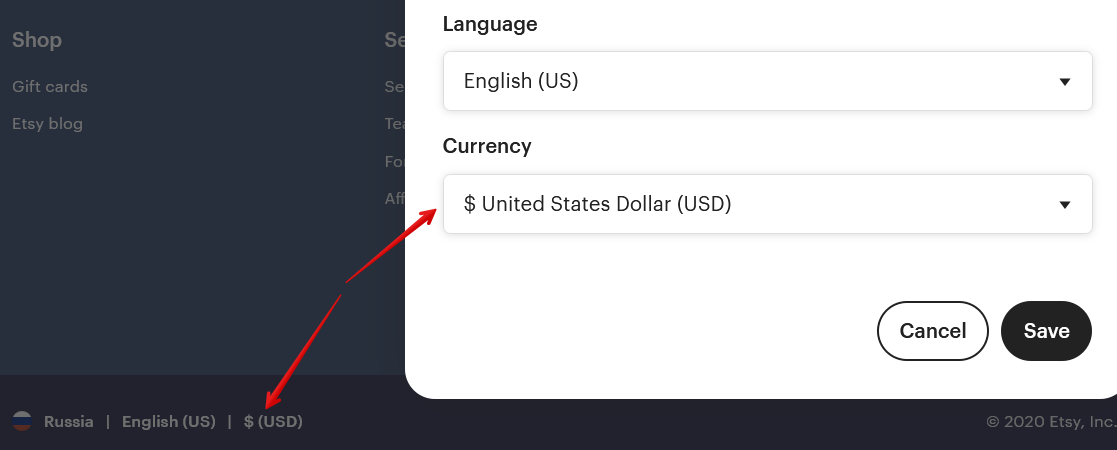 Shop
Gift cards
Etsy blog
Se
Se
Tea
Fo
Aff
Language
English (US)
Currency
$ United States Dollar (USD)
Cancel
Save
Russia | English (US) | $ (USD)
© 2020 Etsy, Inc.